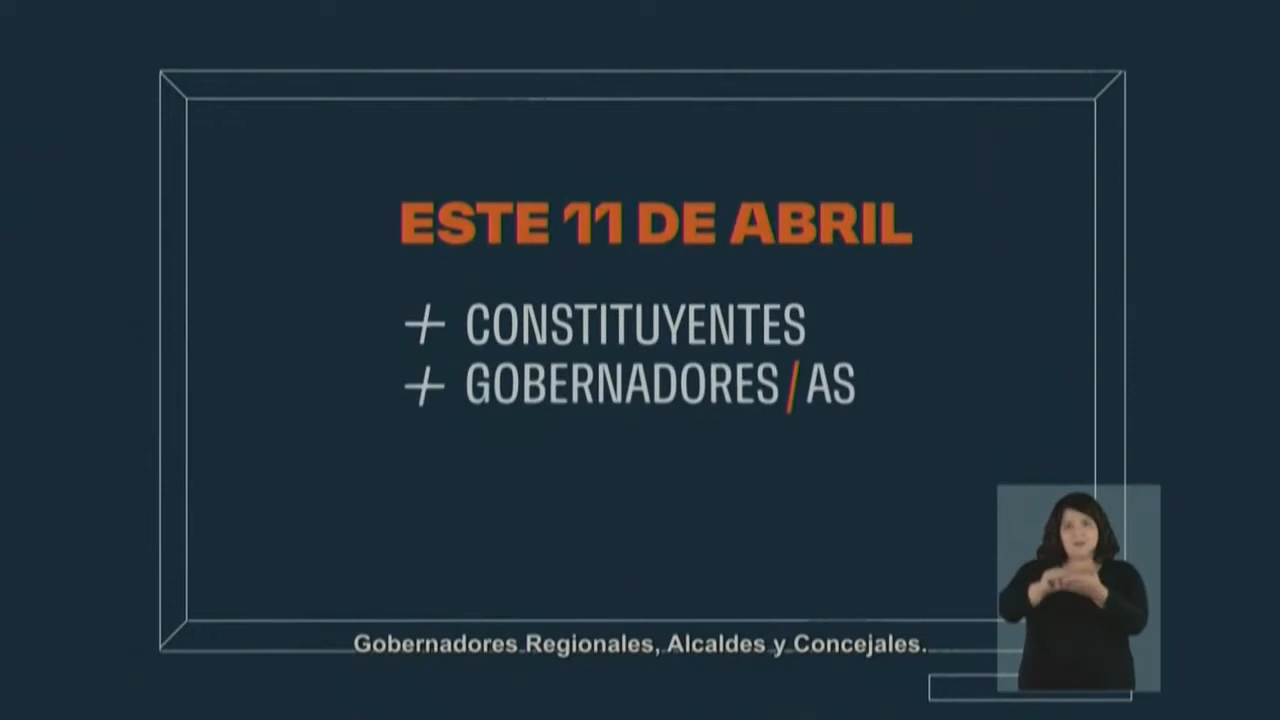 ESTE 11 DE ABRIL
+ CONSTITUYENTES
+ GOBERNADORES/AS
Gobernadores Regionales, Alcaldes y Concejales.